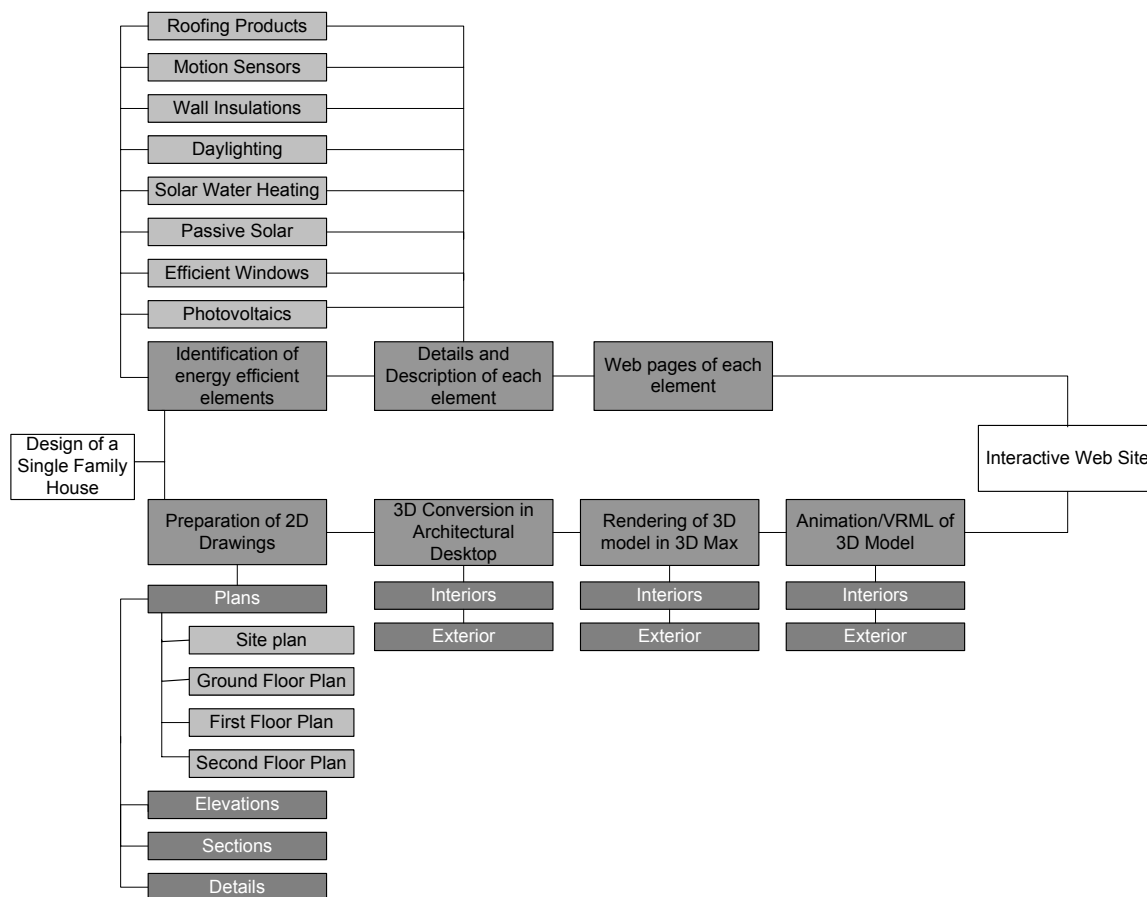 Roofing Products
Motion Sensors
Wall Insulations
Daylighting
Solar Water Heating
Passive Solar
Efficient Windows
Photovoltaics
Identification of
energy efficient
elements
Details and
Description of each
element
Web pages of each
element
Design of a
Single Family
House
Interactive Web Site
Preparation of 2D
Drawings
3D Conversion in
Architectural
Desktop
Rendering of 3D
model in 3D Max
Animation/VRML of
3D Model
Plans
Interiors
Interiors
Interiors
Exterior
Exterior
Exterior
Site plan
Ground Floor Plan
First Floor Plan
Second Floor Plan
Elevations
Sections
Details